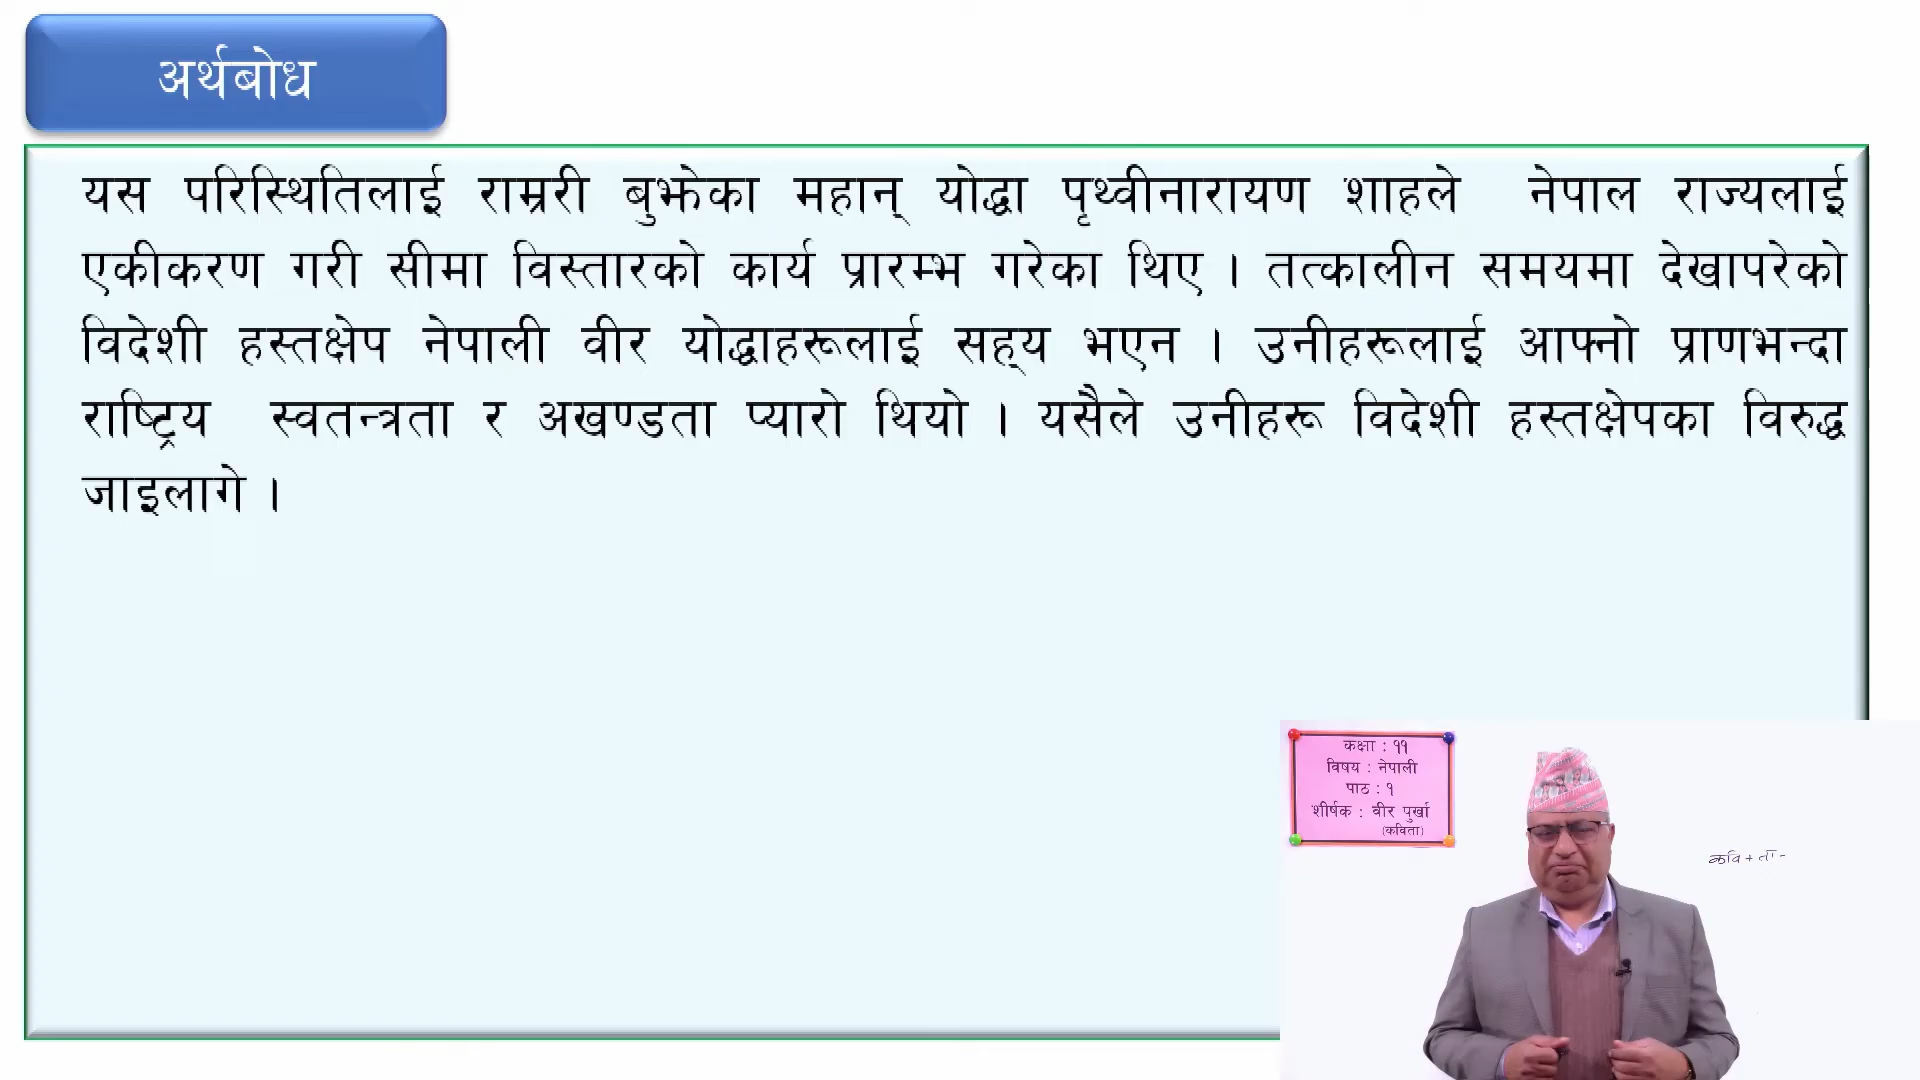 अर्थबोध
यस परिस्थितिलाई राम्ररी बुझेका महान् योद्धा पृथ्वीनारायण शाहले नेपाल राज्यलाई
एकीकरण गरी सीमा विस्तारको कार्य प्रारम्भ गरेका थिए । तत्कालीन समयमा देखापरेको
विदेशी हस्तक्षेप नेपाली वीर योद्धाहरूलाई सह्य भएन । उनीहरूलाई आफ्नो प्राणभन्दा
राष्ट्रिय स्वतन्त्रता र अखण्डता प्यारो थियो । यसैले उनीहरू विदेशी हस्तक्षेपका विरुद्ध
जाइलागे ।
कक्षा : ११
विषय : नेपाली
पाठ : १
शीर्षक : वीर पुर्खा
(कविता)
कवि + ता -